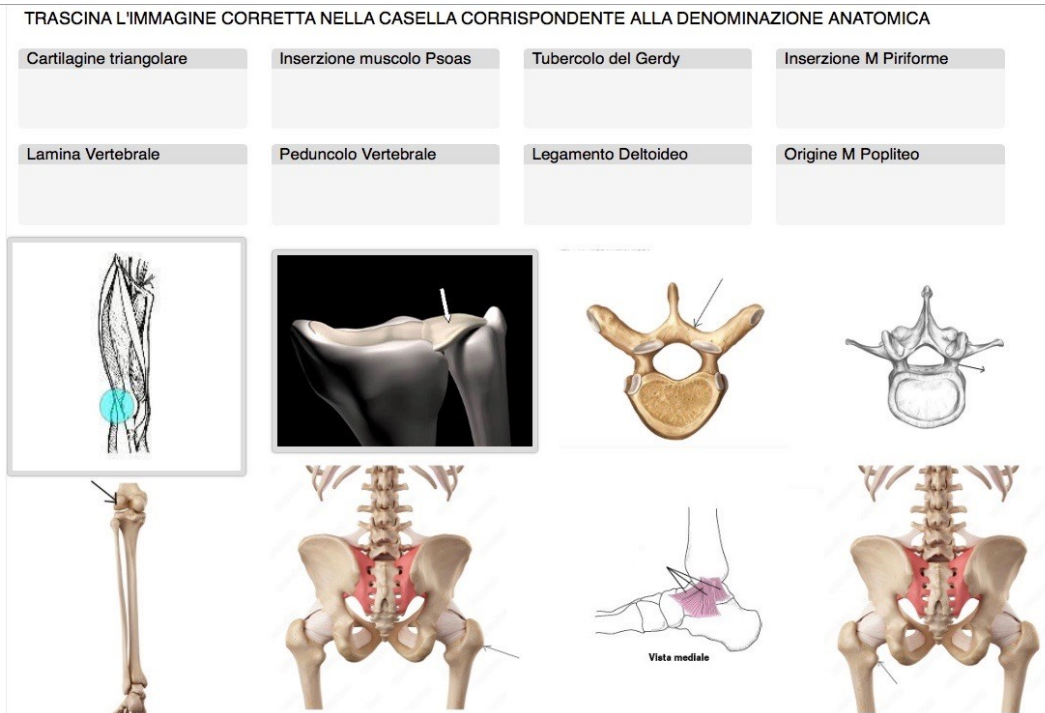 TRASCINA L'IMMAGINE CORRETTA NELLA CASELLA CORRISPONDENTE ALLA DENOMINAZIONE ANATOMICA
Cartilagine triangolare
Inserzione muscolo Psoas
Tubercolo del Gerdy
Inserzione M Piriforme
Lamina Vertebrale
Peduncolo Vertebrale
Legamento Deltoideo
Origine M Popliteo
Vista mediale